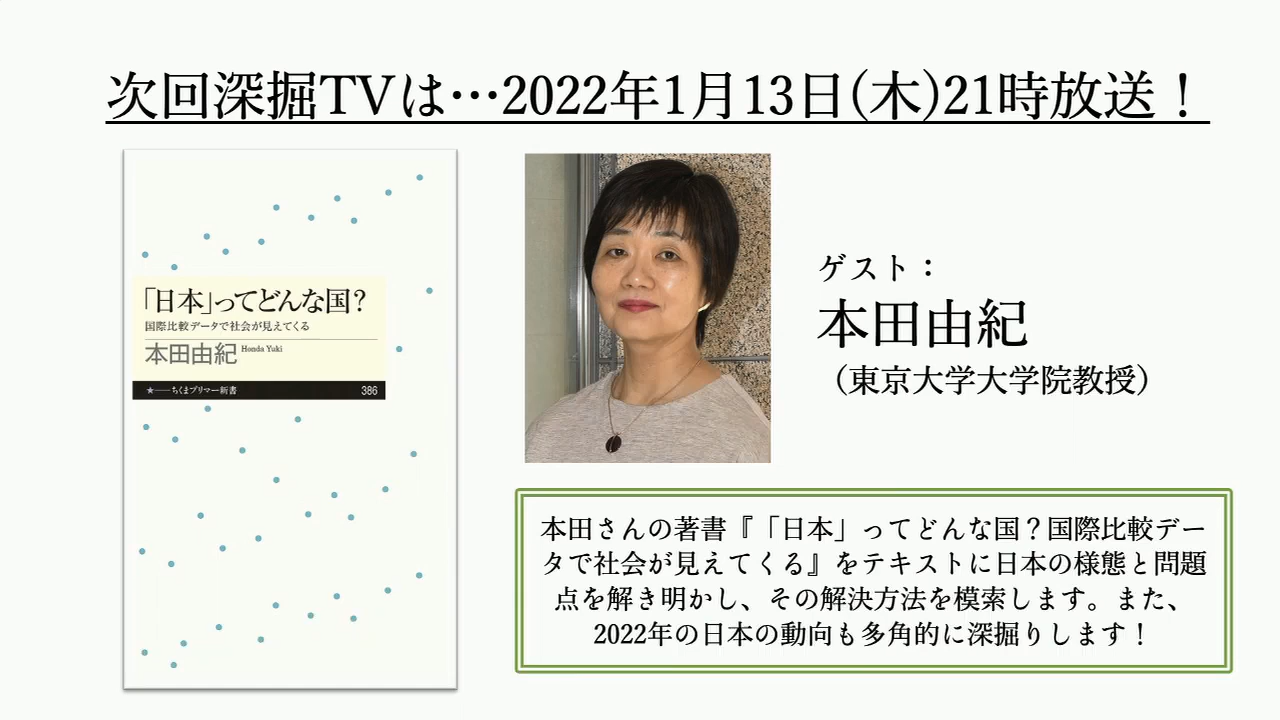 次回深掘TVは…2022年1月13日(木)21時放送！
「日本」ってどんな国？
国際比較データで社会が見えてくる
本田由紀 Honda Yuki
★──ちくまプリマー新書 386
ゲスト：
本田由紀
（東京大学大学院教授）
本田さんの著書『「日本」ってどんな国？国際比較デー
タで社会が見えてくる』をテキストに日本の様態と問題
点を解き明かし、その解決方法を模索します。また、
2022年の日本の動向も多角的に深掘りします！